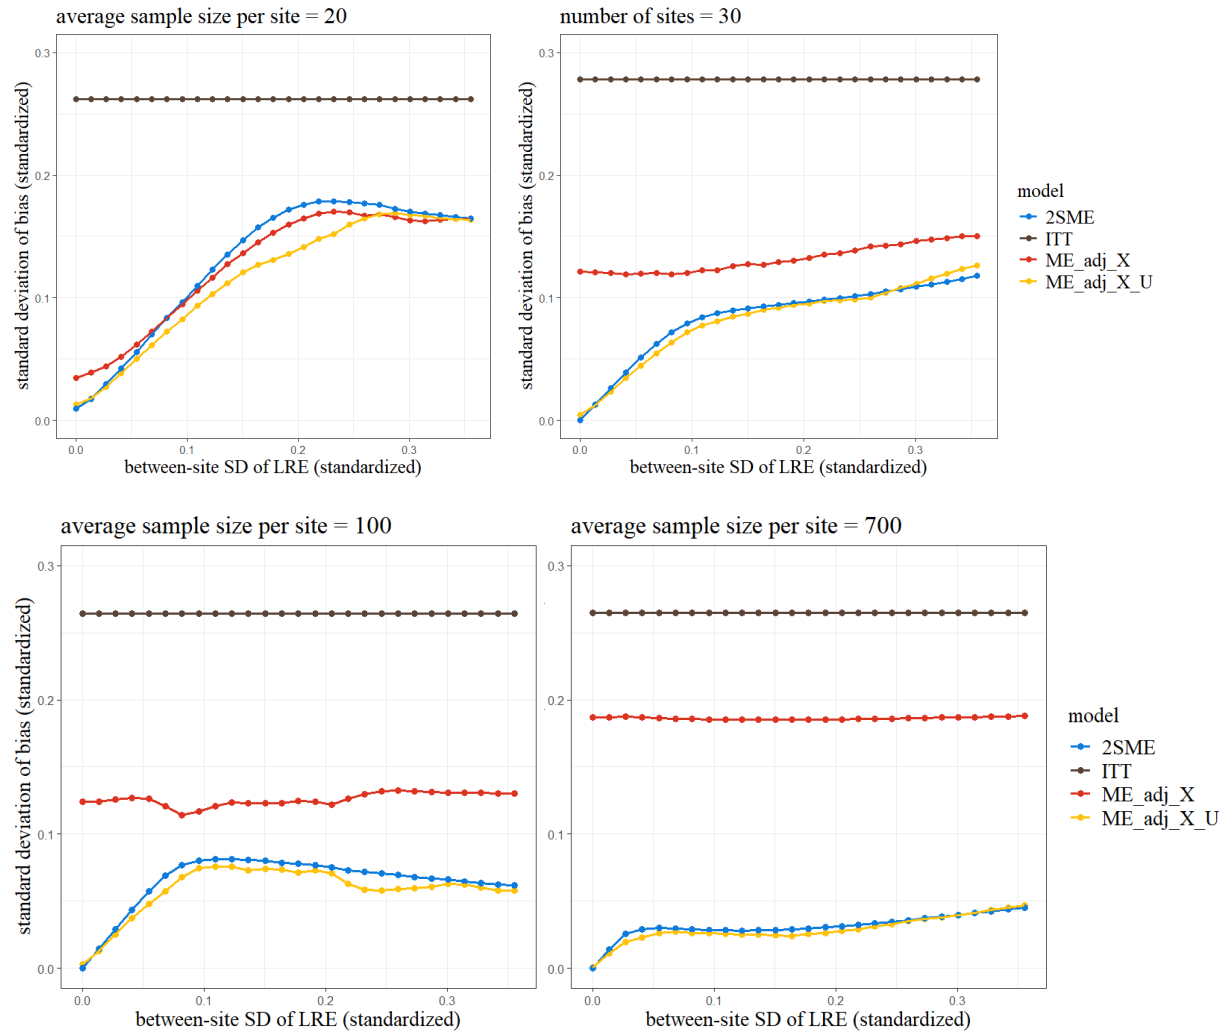 average sample size per site = 20
number of sites = 30
standard deviation of bias (standardized)
0.3
0.2
0.1
0.0
0.0 0.1 0.2 0.3
between-site SD of LRE (standardized)
standard deviation of bias (standardized)
0.3
0.2
0.1
0.0
0.0 0.1 0.2 0.3
between-site SD of LRE (standardized)
model
2SME
ITT
ME_adj_X
ME_adj_X_U
average sample size per site = 100
average sample size per site = 700
standard deviation of bias (standardized)
0.3
0.2
0.1
0.0
0.0 0.1 0.2 0.3
between-site SD of LRE (standardized)
0.3
0.2
0.1
0.0
0.0 0.1 0.2 0.3
between-site SD of LRE (standardized)
model
2SME
ITT
ME_adj_X
ME_adj_X_U